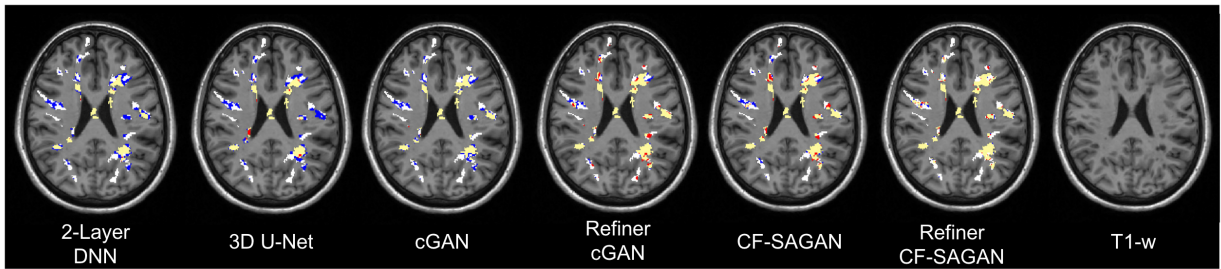 2-Layer
DNN
3D U-Net
cGAN
Refiner
cGAN
CF-SAGAN
Refiner
CF-SAGAN
T1-w